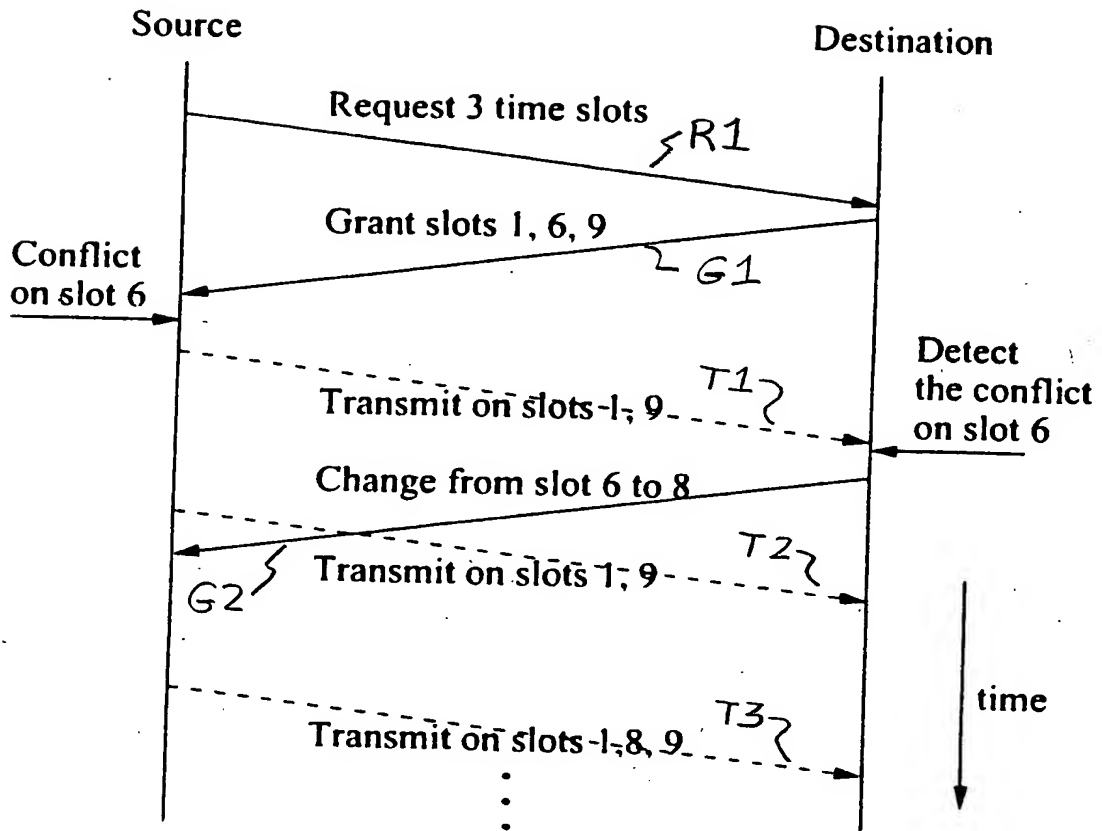 Source
Destination
Request 3 time slots
R1
Grant slots 1, 6, 9
G1
Conflict
on slot 6
Detect
the conflict
on slot 6
T1
Transmit on slots 1, 9
Change from slot 6 to 8
T2
Transmit on slots 1, 9
G2
time
T3
Transmit on slots 1, 8, 9